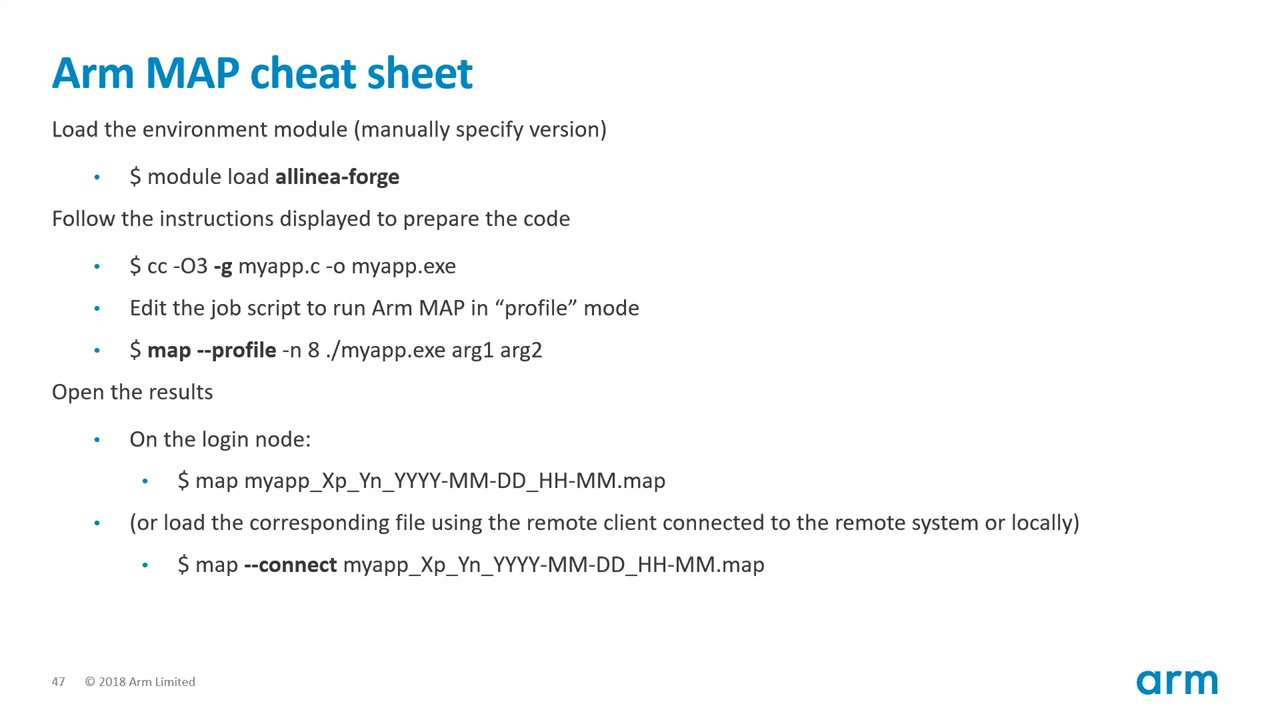 Arm MAP cheat sheet
Load the environment module (manually specify version)
• $ module load allinea-forge
Follow the instructions displayed to prepare the code
• $ cc -O3 -g myapp.c -o myapp.exe
• Edit the job script to run Arm MAP in “profile” mode
• $ map --profile -n 8 ./myapp.exe arg1 arg2
Open the results
• On the login node:
• $ map myapp_Xp_Yn_YYYY-MM-DD_HH-MM.map
• (or load the corresponding file using the remote client connected to the remote system or locally)
• $ map --connect myapp_Xp_Yn_YYYY-MM-DD_HH-MM.map
47 © 2018 Arm Limited
arm